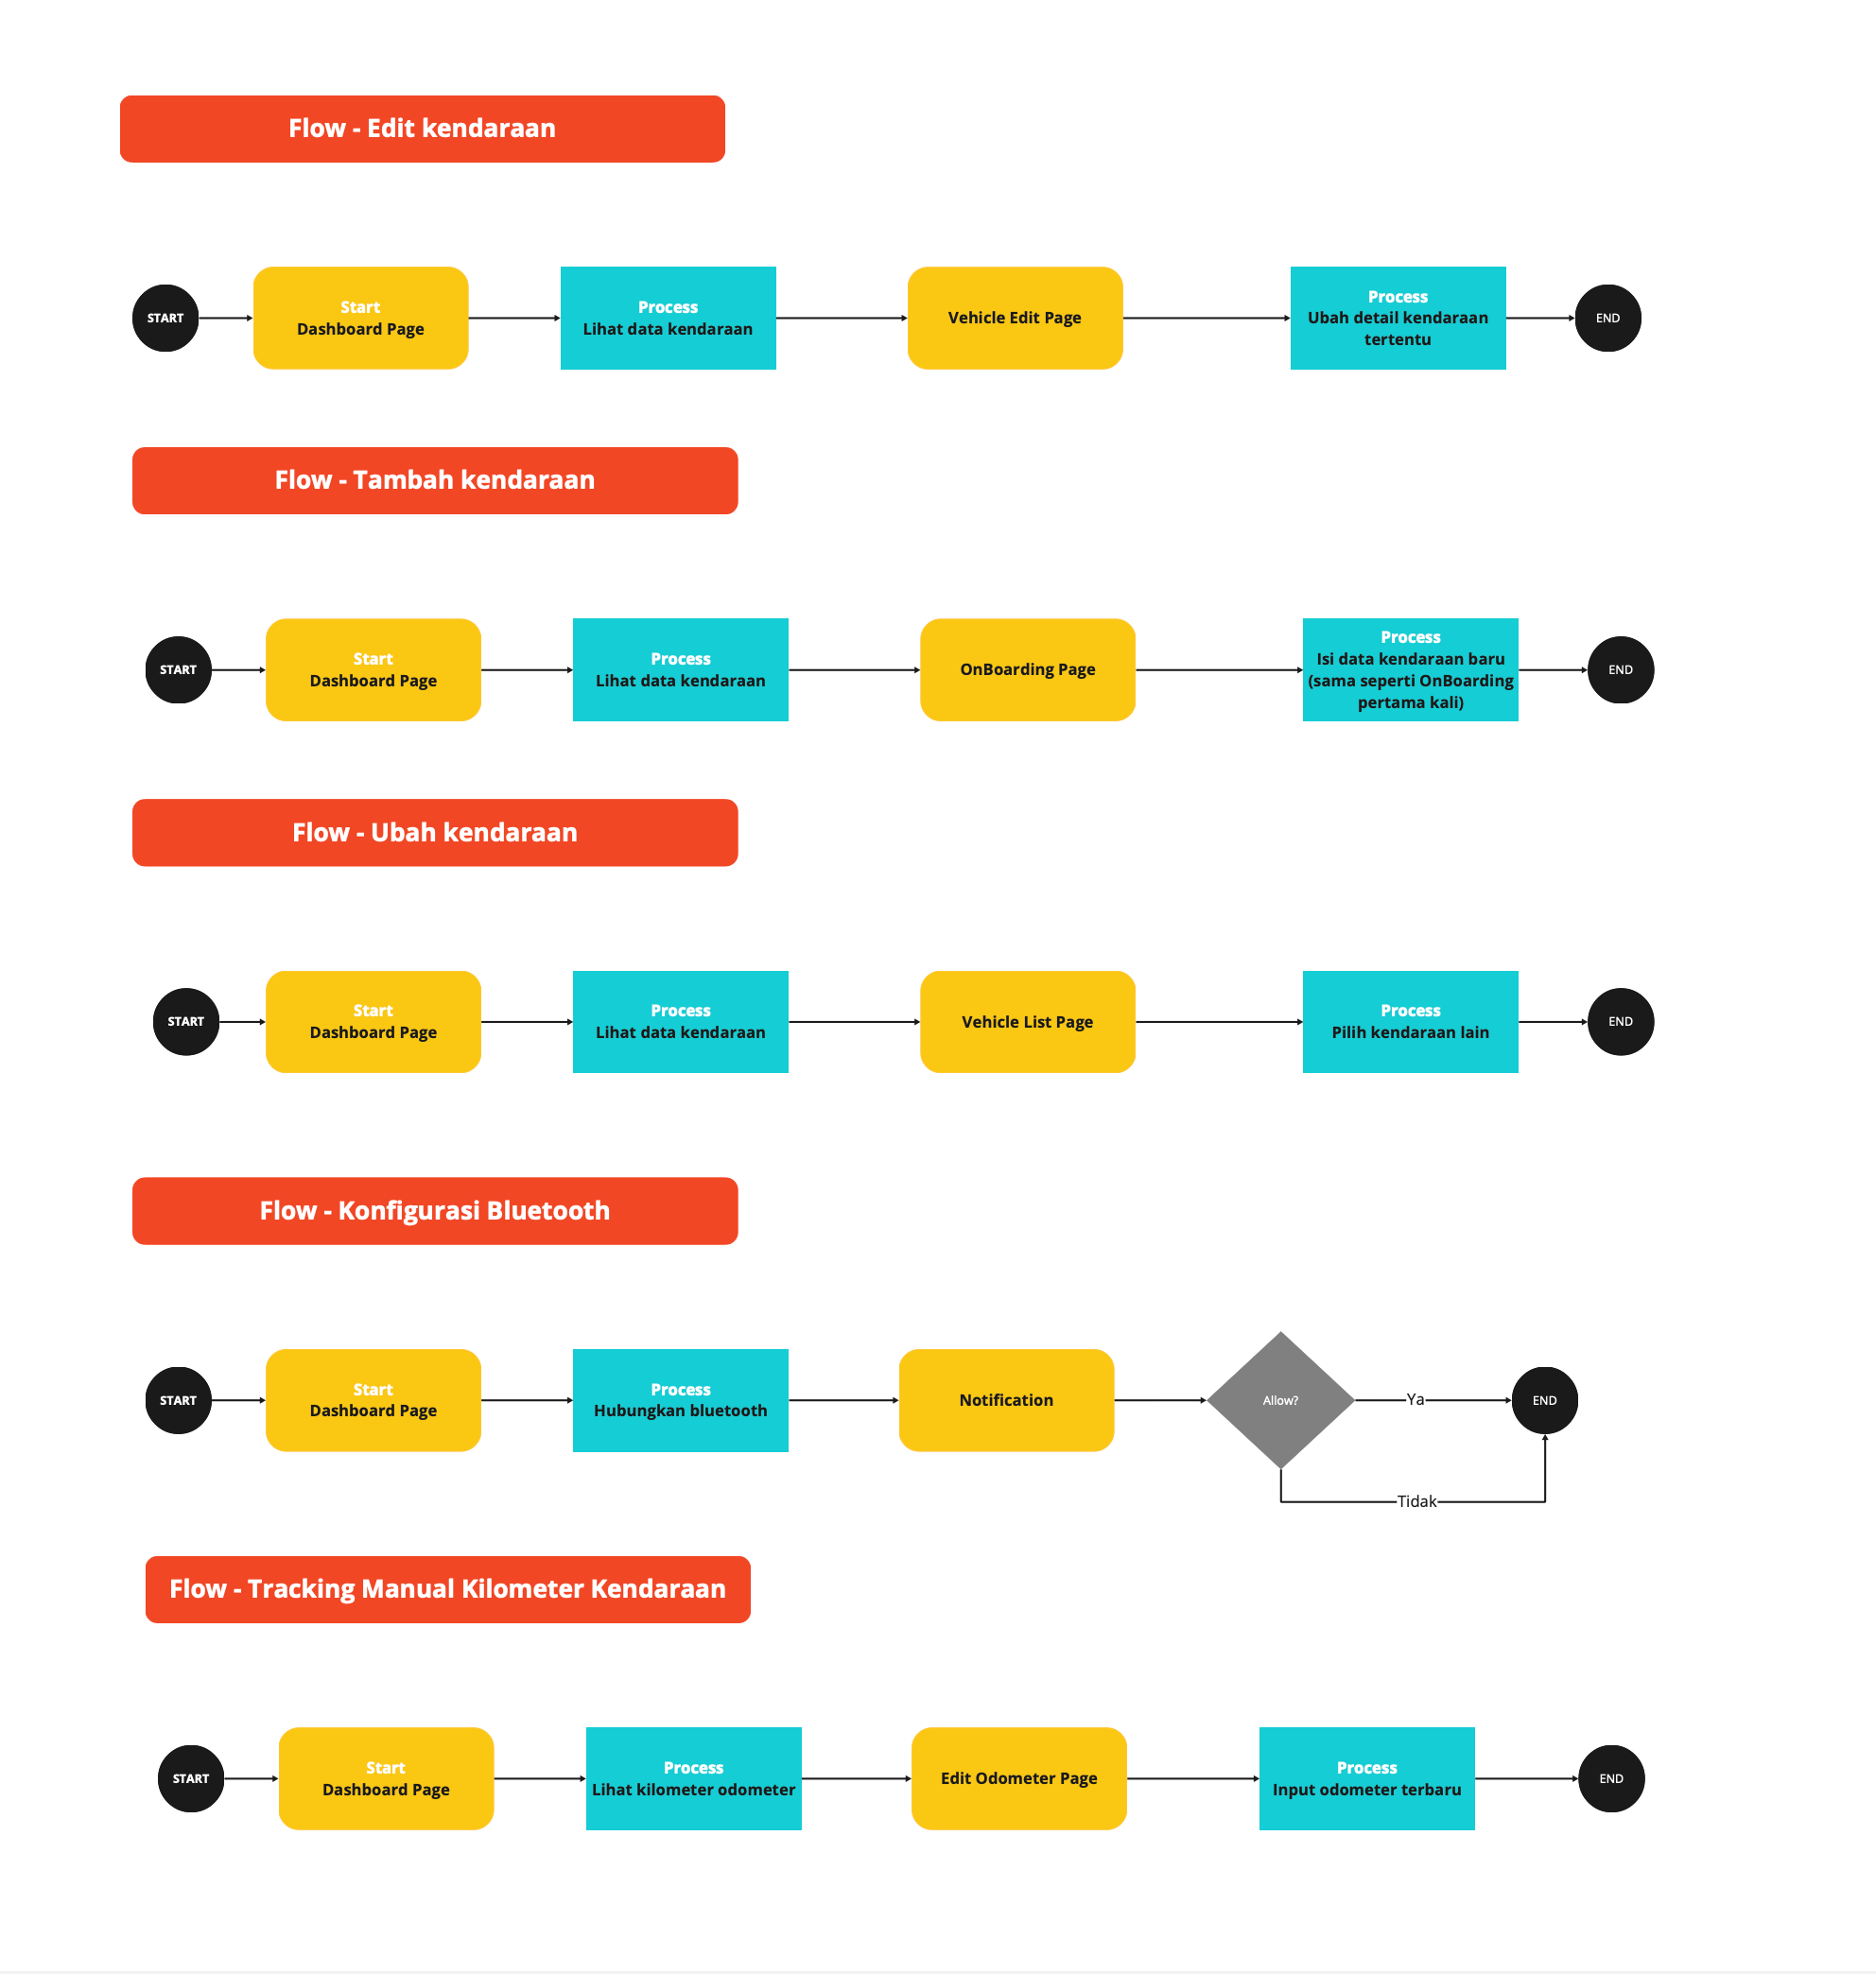 Flow - Edit kendaraan
START
Start
Dashboard Page
Process
Lihat data kendaraan
Vehicle Edit Page
Process
Ubah detail kendaraan
tertentu
END
Flow - Tambah kendaraan
START
Start
Dashboard Page
Process
Lihat data kendaraan
OnBoarding Page
Process
Isi data kendaraan baru
(sama seperti OnBoarding
pertama kali)
END
Flow - Ubah kendaraan
START
Start
Dashboard Page
Process
Lihat data kendaraan
Vehicle List Page
Process
Pilih kendaraan lain
END
Flow - Konfigurasi Bluetooth
START
Start
Dashboard Page
Process
Hubungkan bluetooth
Notification
Allow?
Ya
END
Tidak
Flow - Tracking Manual Kilometer Kendaraan
START
Start
Dashboard Page
Process
Lihat kilometer odometer
Edit Odometer Page
Process
Input odometer terbaru
END